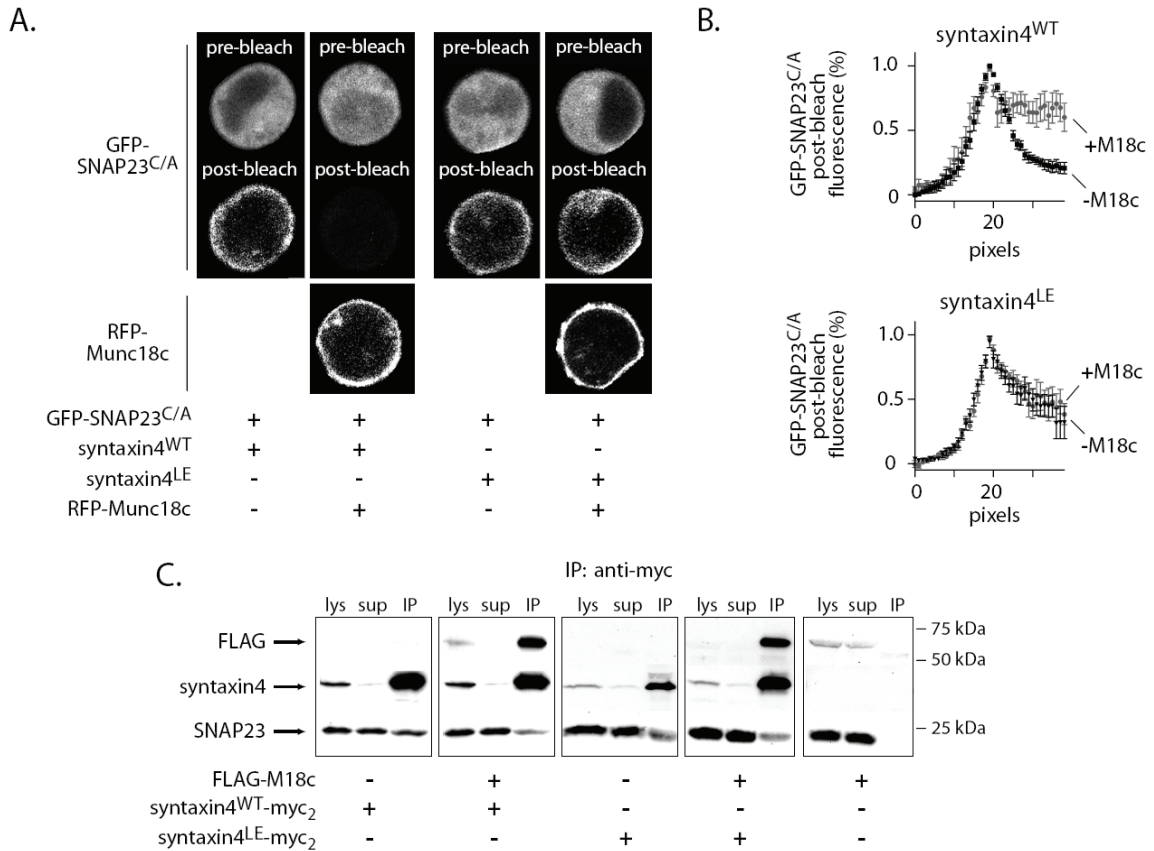 A.
pre-bleach pre-bleach pre-bleach pre-bleach
GFP-
SNAP23C/A
post-bleach post-bleach post-bleach post-bleach
RFP-
Munc18c
GFP-SNAP23C/A + + + +
syntaxin4WT + + - -
syntaxin4LE - - + +
RFP-Munc18c - + - +
B.
syntaxin4WT
GFP-SNAP23C/A
post-bleach
fluorescence (%)
1.0
0.5
0
0 20
pixels
+M18c
-M18c
syntaxin4LE
GFP-SNAP23C/A
post-bleach
fluorescence (%)
1.0
0.5
0
0 20
pixels
+M18c
-M18c
C.
IP: anti-myc
lys sup IP lys sup IP lys sup IP lys sup IP lys sup IP
FLAG
syntaxin4
SNAP23
75 kDa
50 kDa
25 kDa
FLAG-M18c - + - + +
syntaxin4WT-myc2 + + - - -
syntaxin4LE-myc2 - - + + -